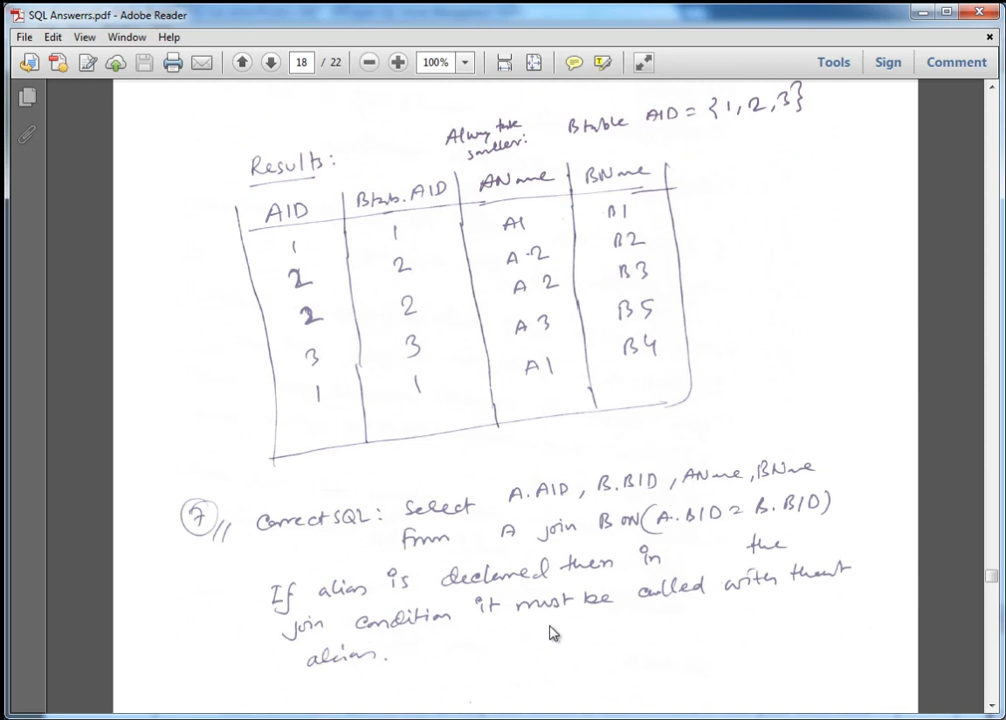 SQL Answerrs.pdf - Adobe Reader
File Edit View Window Help
18 / 22 100% Tools Sign Comment
Alway take smaller: Btable AID = {1,2,3}
Results:
AID Btab.AID AName BName
1 1 A1 B1
2 2 A-2 B2
2 2 A 2 B3
3 3 A 3 B5
1 1 A1 B4
7 // CorrectSQL: Select A.AID, B.BID, AName, BName
from A join B ON(A.BID = B.BID)
If alias is declared then in the
join condition it must be called with that
alias.